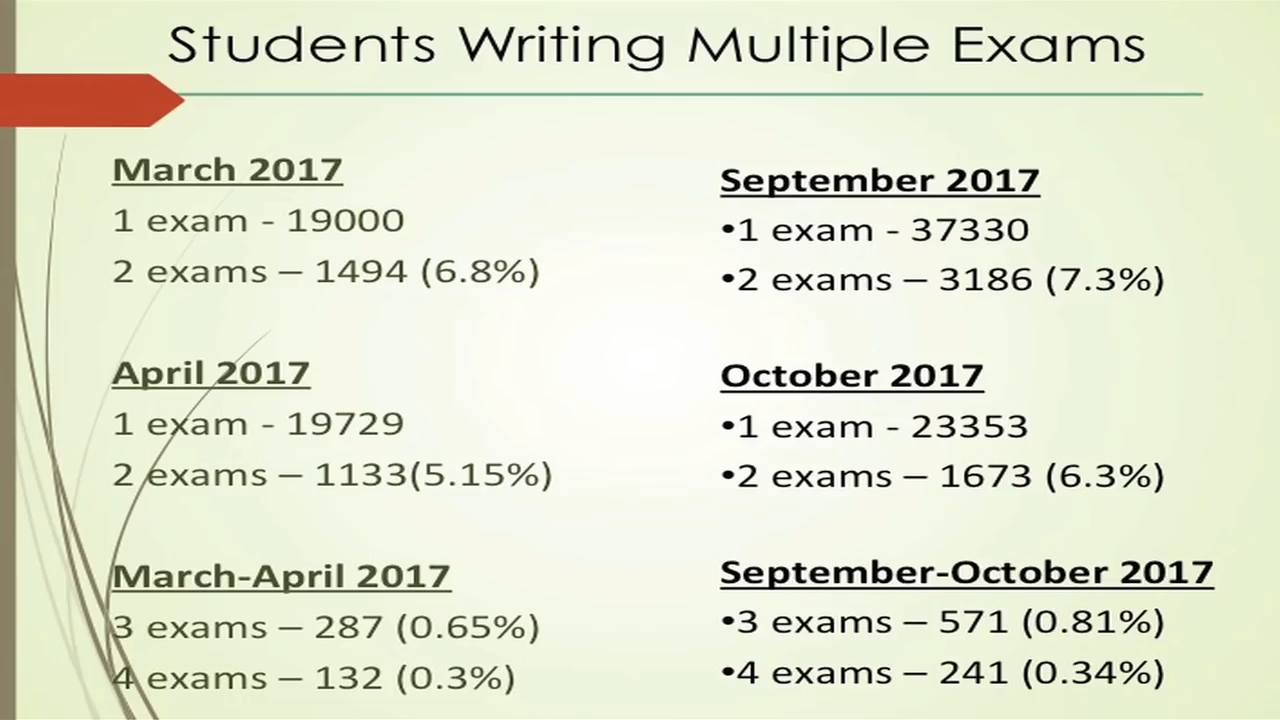 Students Writing Multiple Exams
March 2017
1 exam - 19000
2 exams – 1494 (6.8%)
April 2017
1 exam - 19729
2 exams – 1133(5.15%)
March-April 2017
3 exams – 287 (0.65%)
4 exams – 132 (0.3%)
September 2017
•1 exam - 37330
•2 exams – 3186 (7.3%)
October 2017
•1 exam - 23353
•2 exams – 1673 (6.3%)
September-October 2017
•3 exams – 571 (0.81%)
•4 exams – 241 (0.34%)